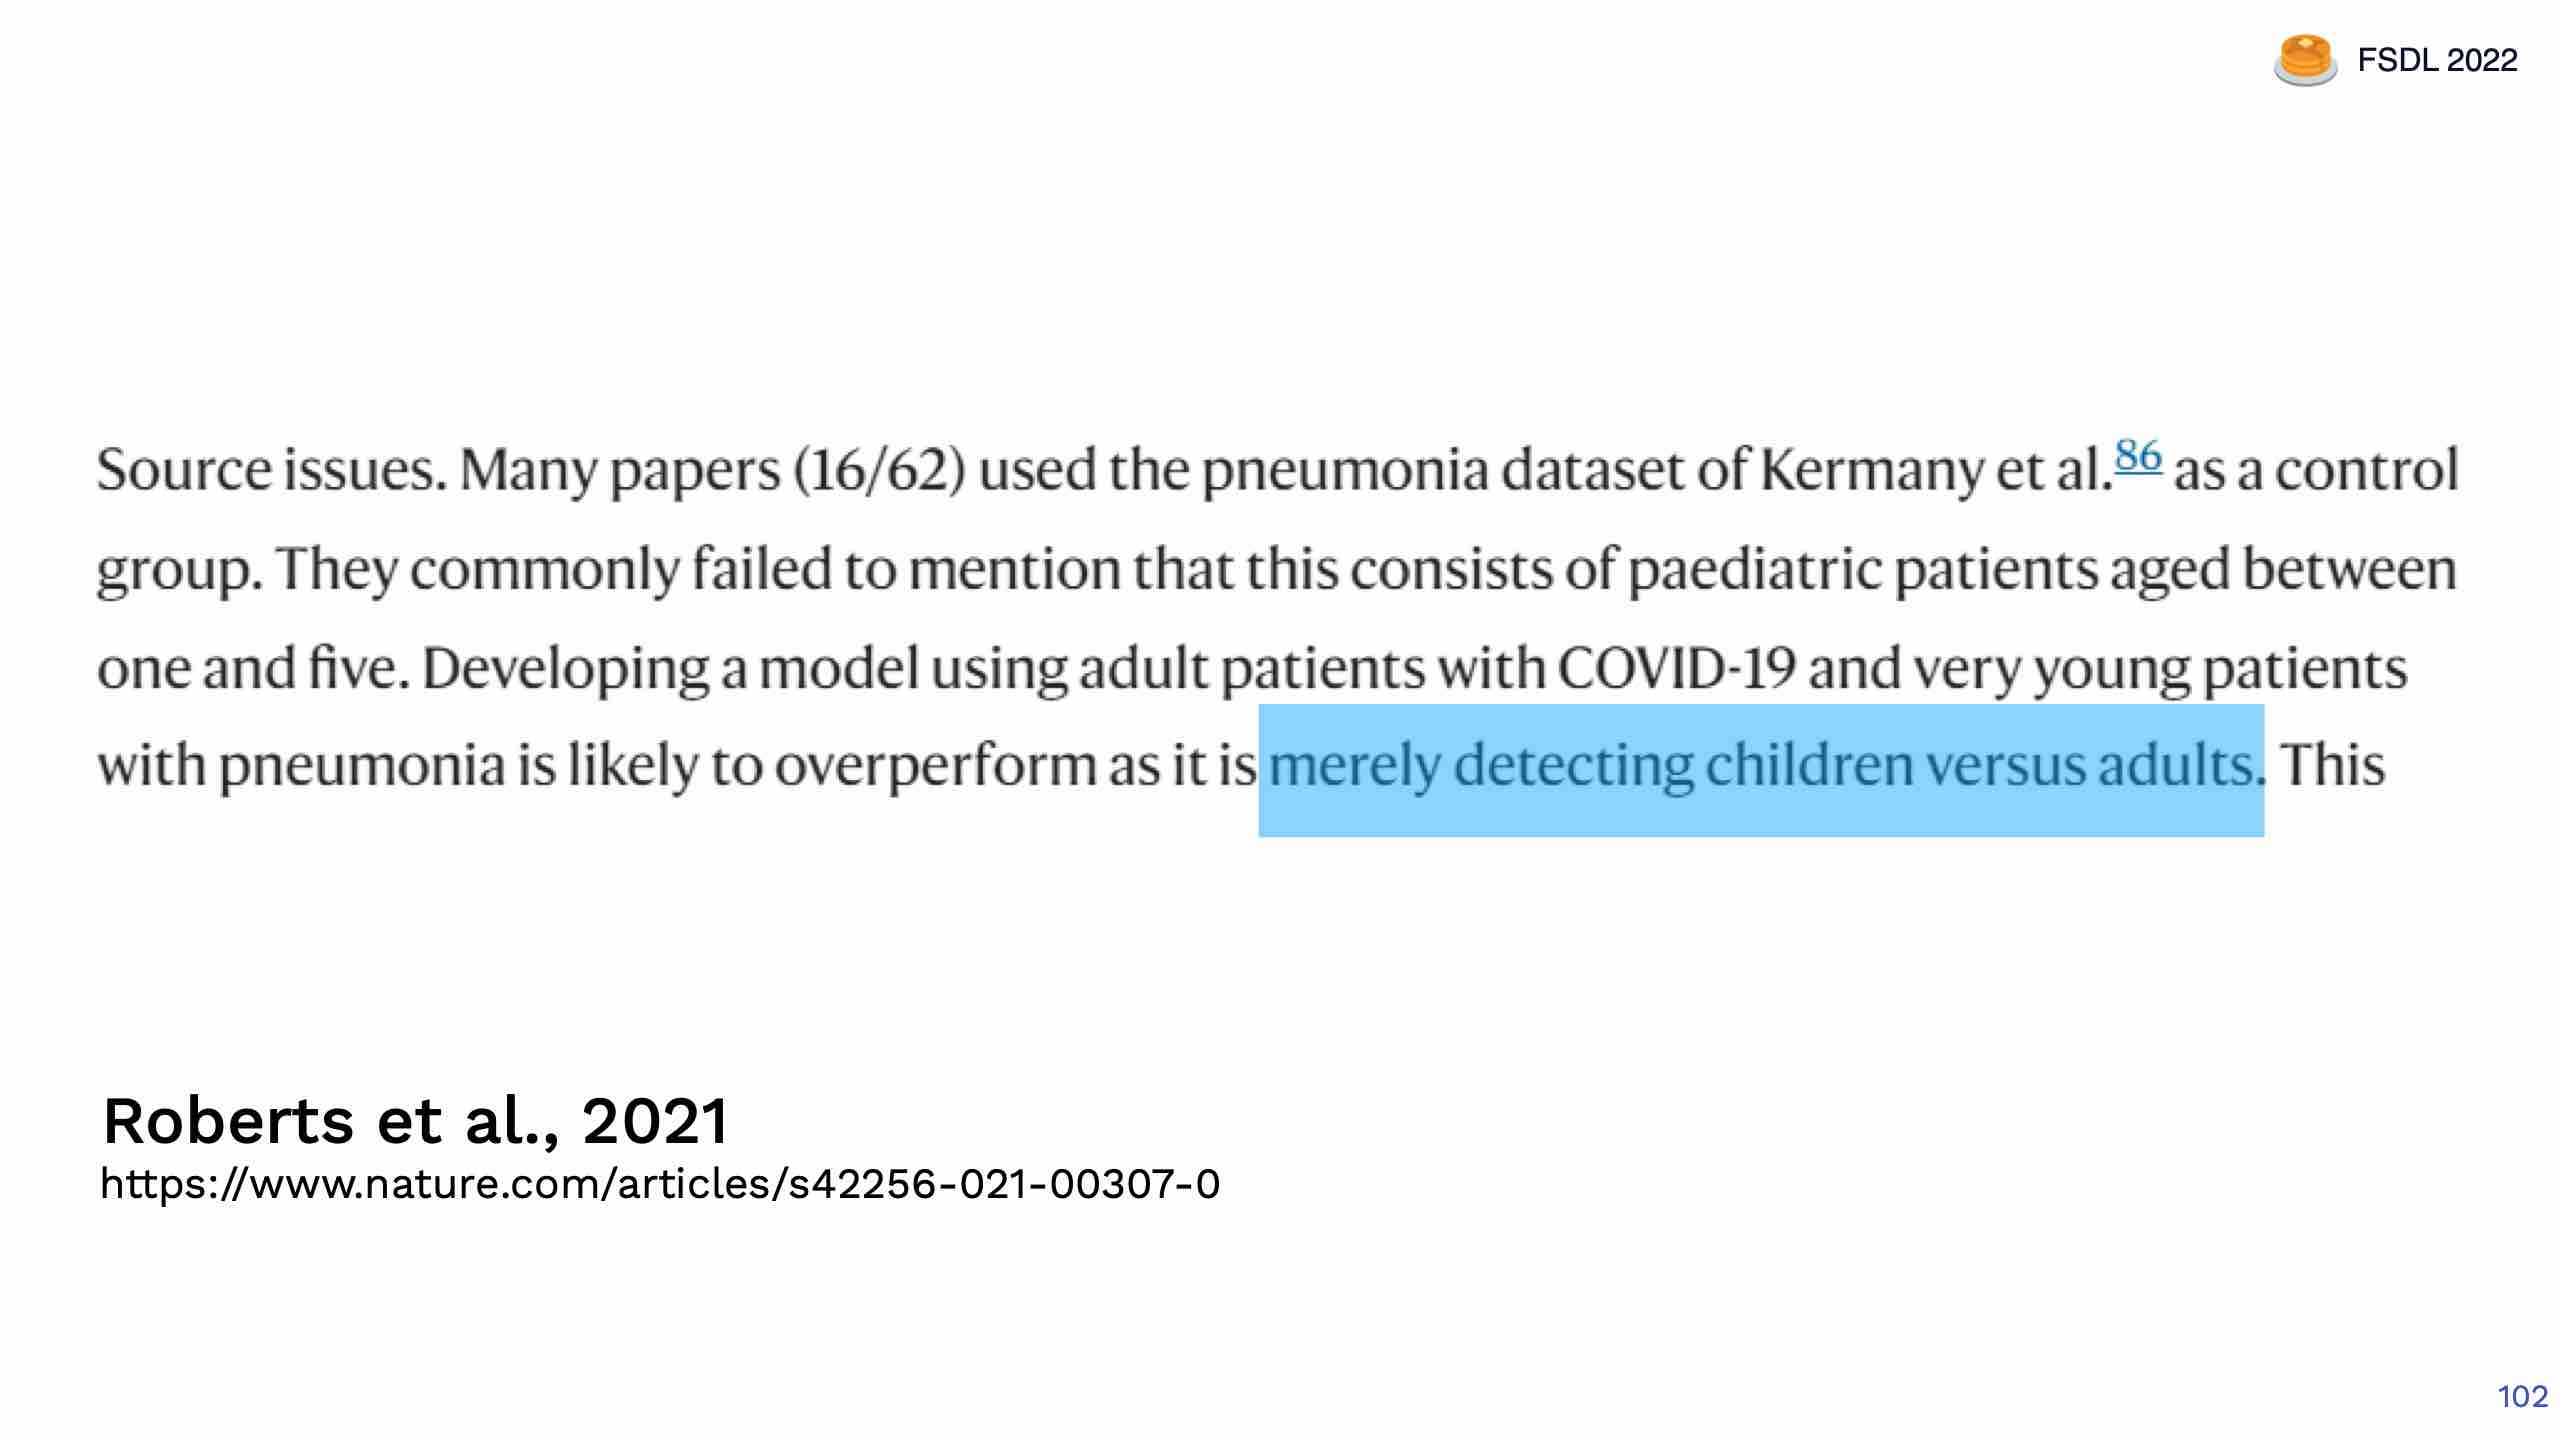 FSDL 2022
Source issues. Many papers (16/62) used the pneumonia dataset of Kermany et al.86 as a control
group. They commonly failed to mention that this consists of paediatric patients aged between
one and five. Developing a model using adult patients with COVID-19 and very young patients
with pneumonia is likely to overperform as it is merely detecting children versus adults. This
Roberts et al., 2021
https://www.nature.com/articles/s42256-021-00307-0
102